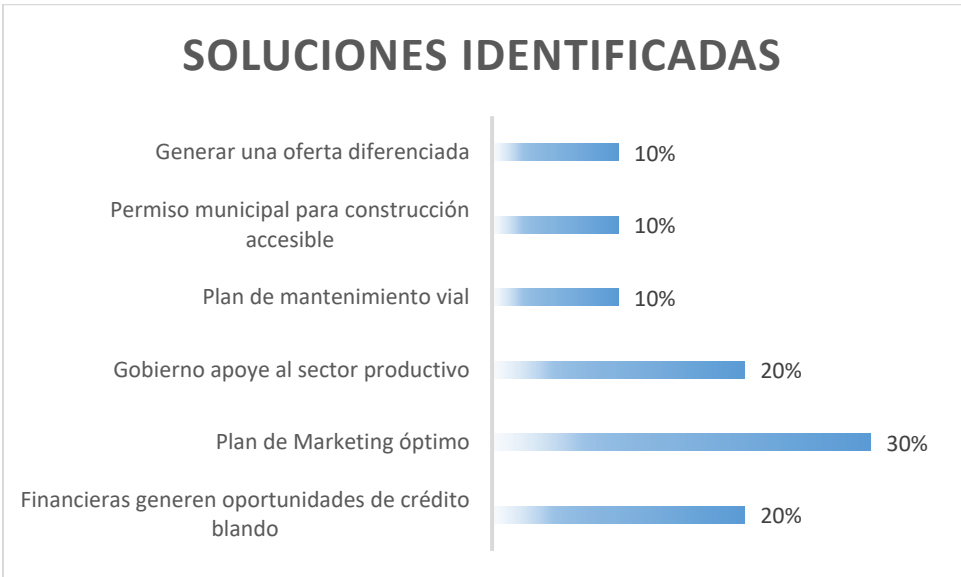 SOLUCIONES IDENTIFICADAS
Generar una oferta diferenciada
10%
Permiso municipal para construcción
accesible
10%
Plan de mantenimiento vial
10%
Gobierno apoye al sector productivo
20%
Plan de Marketing óptimo
30%
Financieras generen oportunidades de crédito
blando
20%